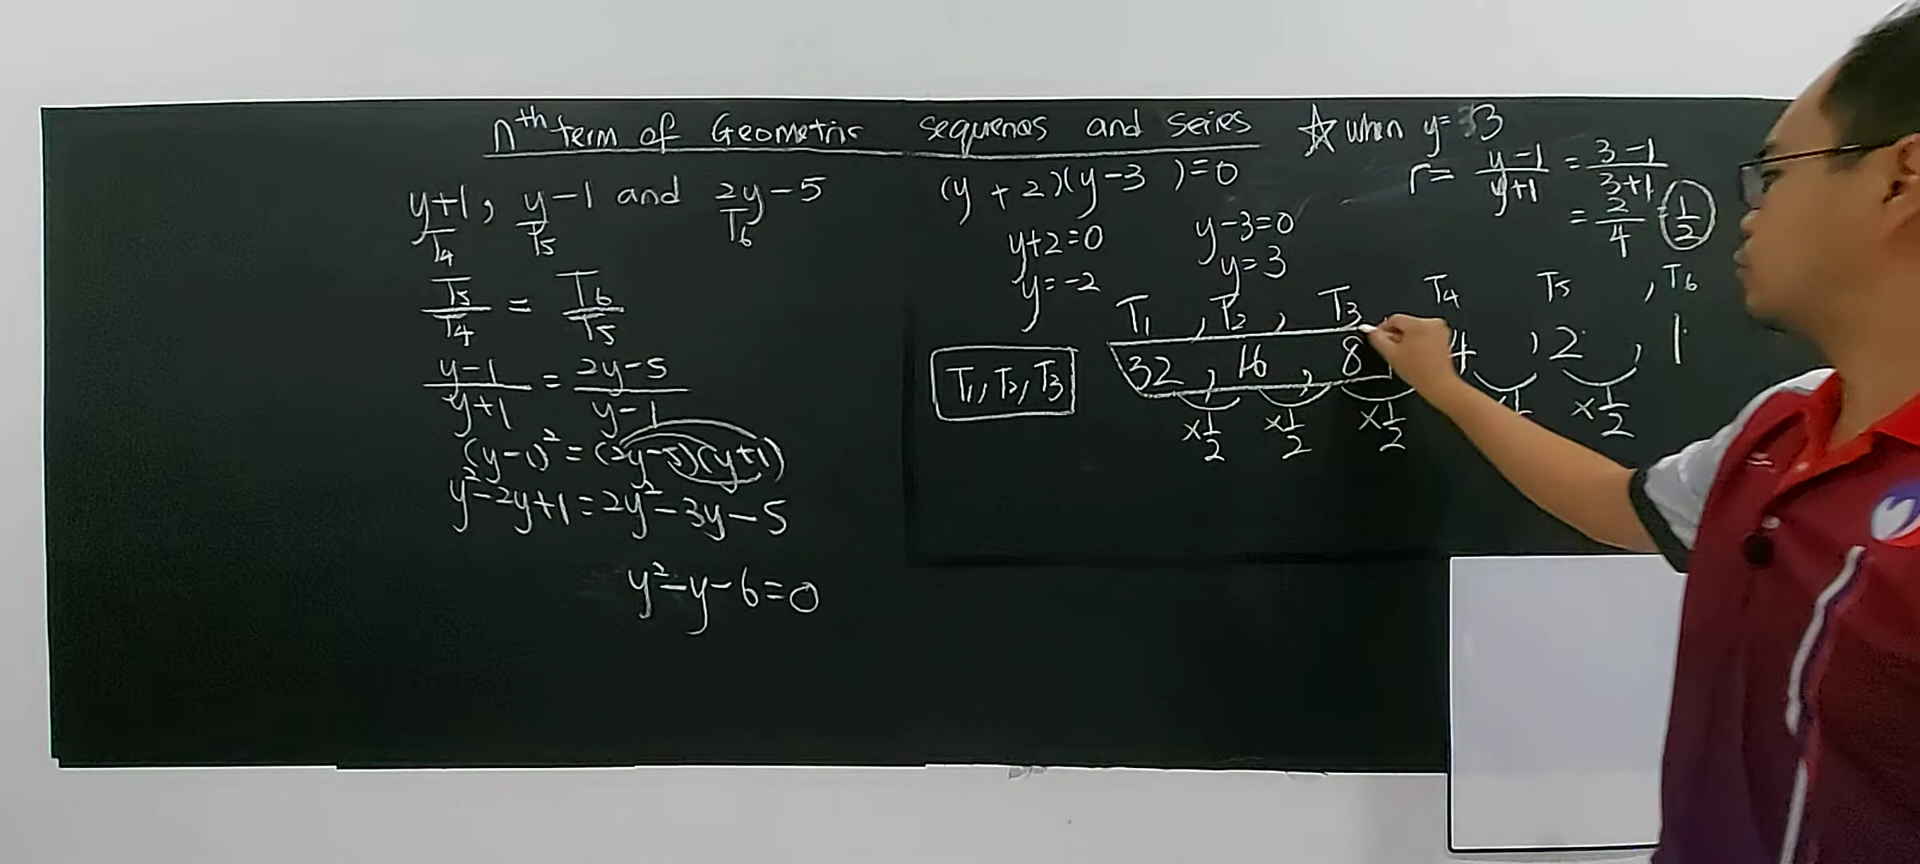 nth term of Geometric sequences and series
y+1, y-1 and 2y-5
T4 T5 T6
T5/T4 = T6/T5
y-1/y+1 = 2y-5/y-1
(y-1)² = (2y-5)(y+1)
y²-2y+1=2y²-3y-5
y²-y-6=0
(y+2)(y-3)=0
y+2=0 y-3=0
y=-2 y=3
☆ when y=3
r= y-1/y+1 = 3-1/3+1
= 2/4 = 1/2
T1, T2, T3
T1, T2, T3, T4 T5, T6
32, 16, 8 4, 2, 1
×1/2 ×1/2 ×1/2 ×1/2